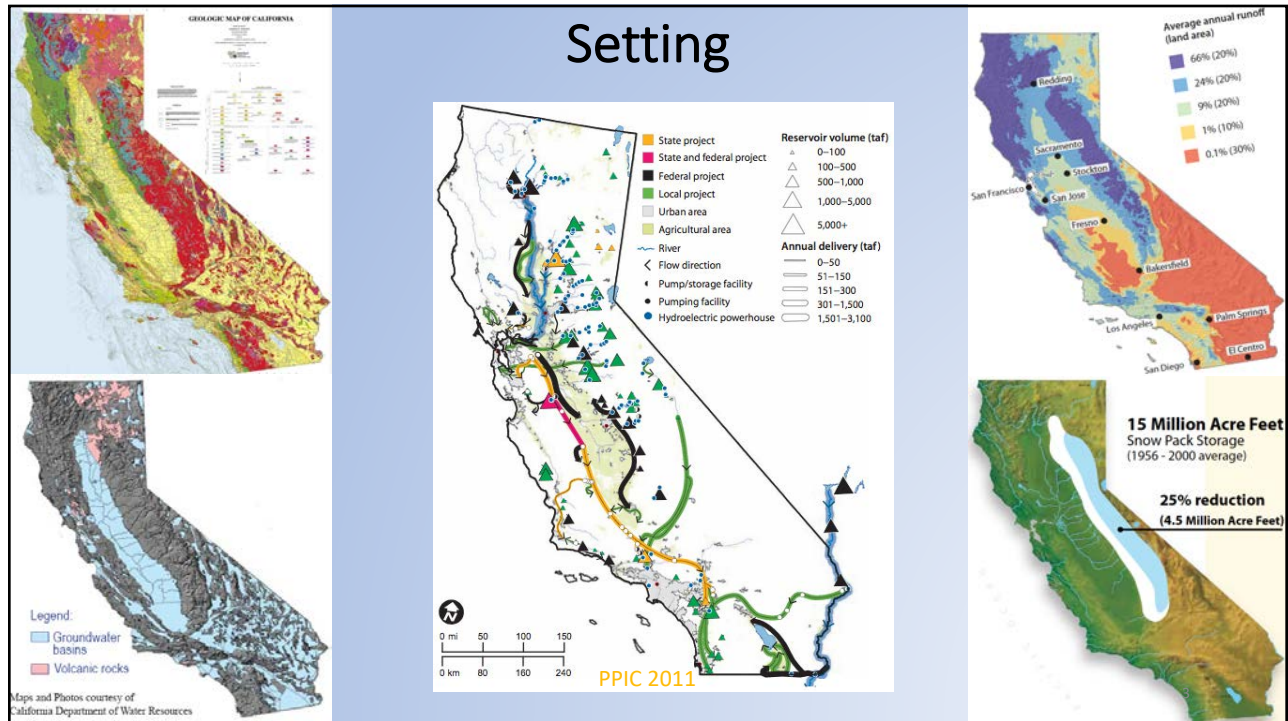 Setting
GEOLOGIC MAP OF CALIFORNIA
State project
State and federal project
Federal project
Local project
Urban area
Agricultural area
River
Flow direction
Pump/storage facility
Pumping facility
Hydroelectric powerhouse
Reservoir volume (taf)
0–100
100–500
500–1,000
1,000–5,000
5,000+
Annual delivery (taf)
0–50
51–150
151–300
301–1,500
1,501–3,100
N
0 mi 50 100 150
0 km 80 160 240
PPIC 2011
Average annual runoff
(land area)
66% (20%)
24% (20%)
9% (20%)
1% (10%)
0.1% (30%)
Redding
Sacramento
Stockton
San Francisco
San Jose
Fresno
Bakersfield
Los Angeles
Palm Springs
San Diego
El Centro
Legend:
Groundwater
basins
Volcanic rocks
Maps and Photos courtesy of
California Department of Water Resources
15 Million Acre Feet
Snow Pack Storage
(1956 - 2000 average)
25% reduction
(4.5 Million Acre Feet)